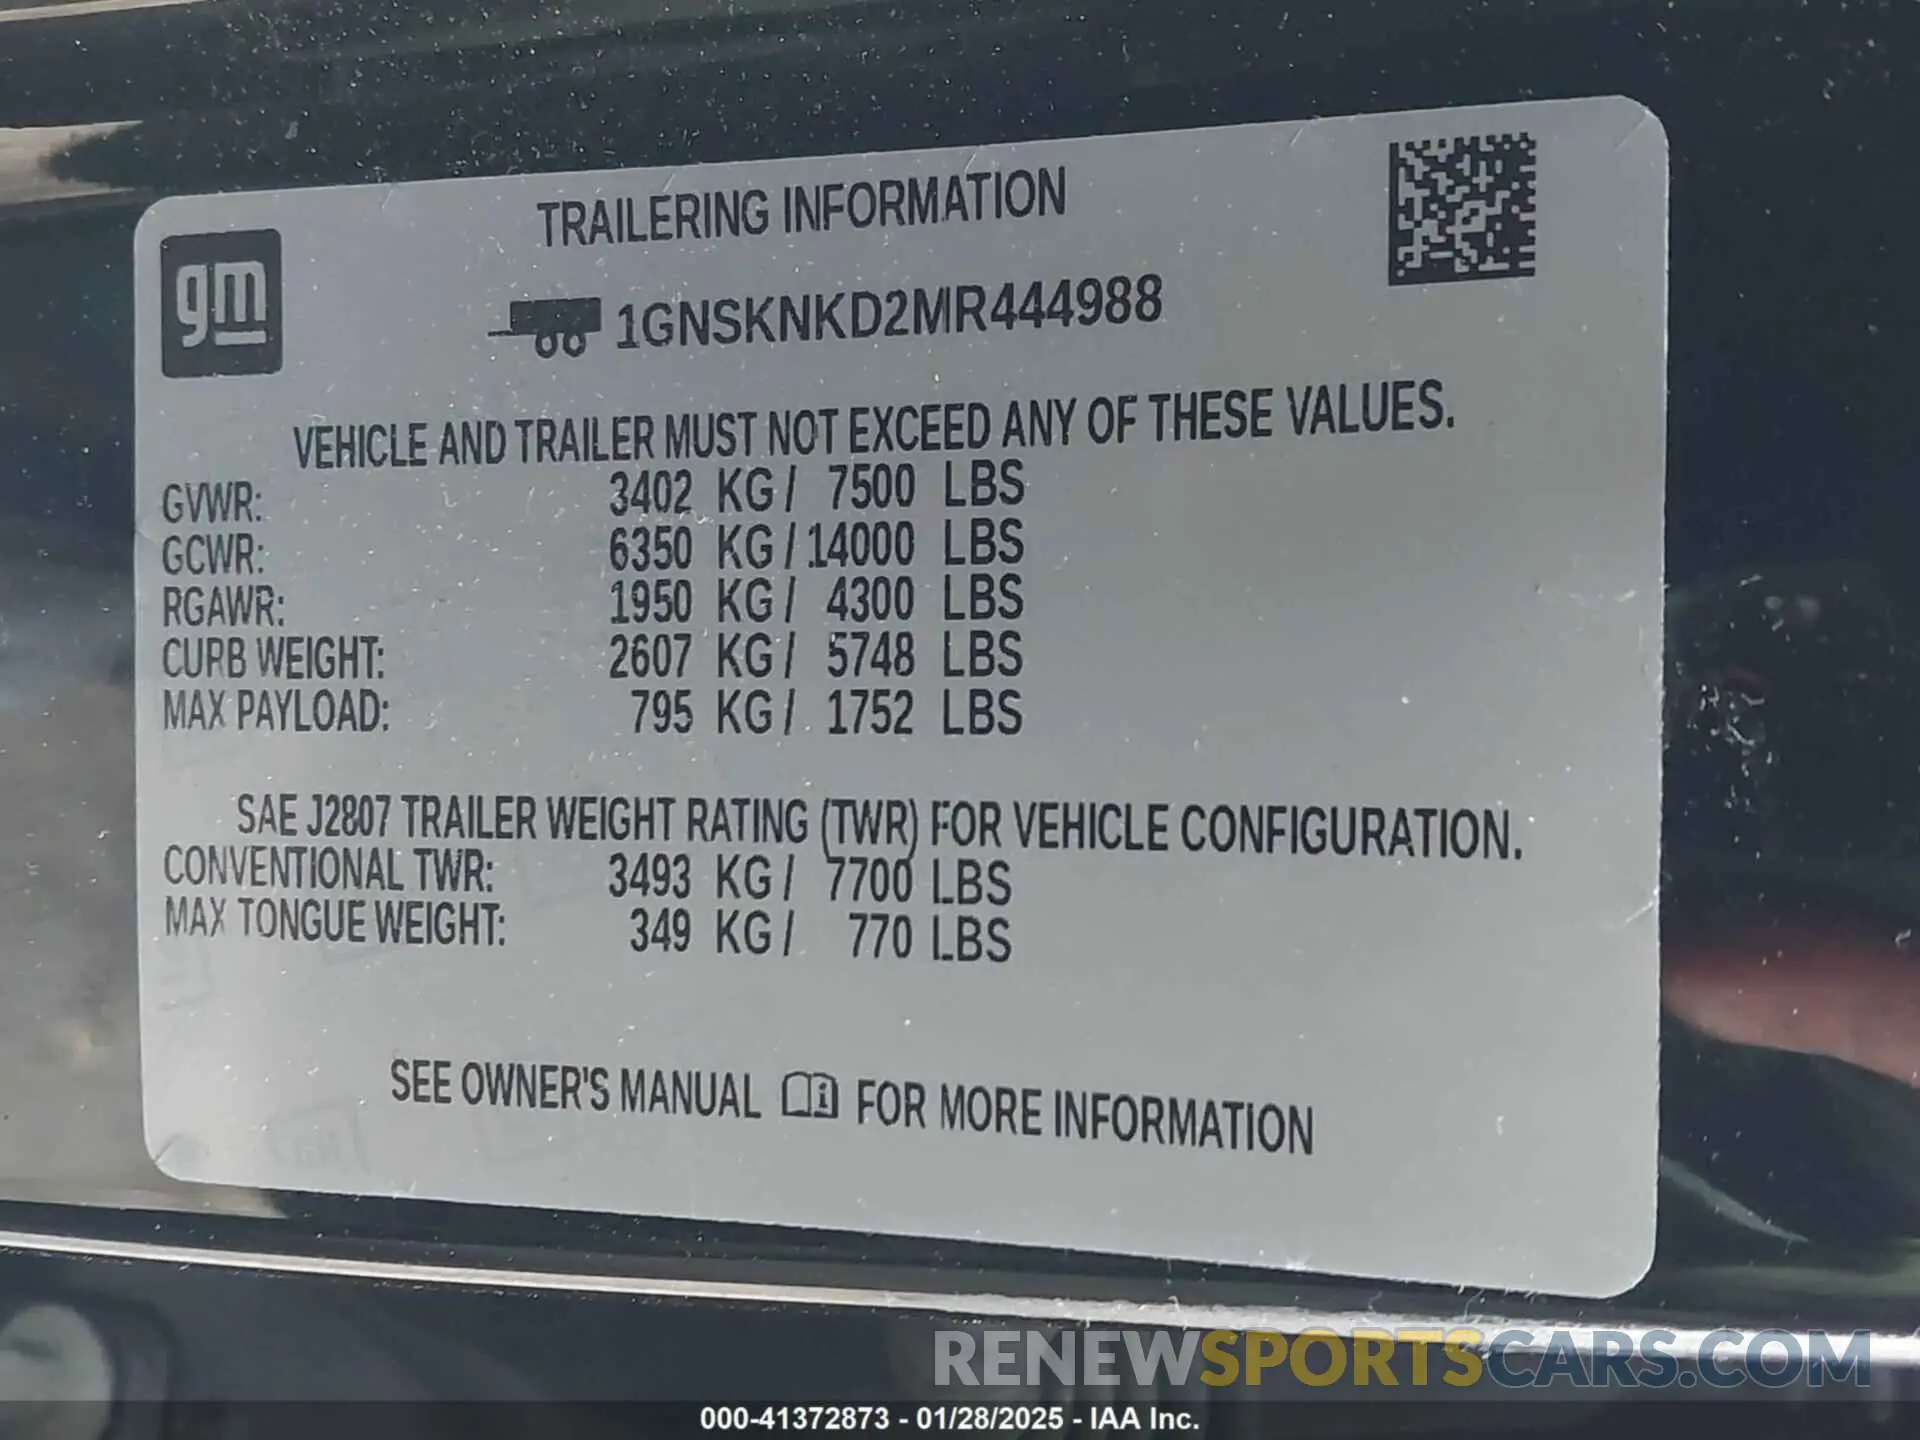 gm
TRAILERING INFORMATION
1GNSKNKD2MR444988
VEHICLE AND TRAILER MUST NOT EXCEED ANY OF THESE VALUES.
GVWR: 3402 KG / 7500 LBS
GCWR: 6350 KG / 14000 LBS
RGAWR: 1950 KG / 4300 LBS
CURB WEIGHT: 2607 KG / 5748 LBS
MAX PAYLOAD: 795 KG / 1752 LBS
SAE J2807 TRAILER WEIGHT RATING (TWR) FOR VEHICLE CONFIGURATION.
CONVENTIONAL TWR: 3493 KG / 7700 LBS
MAX TONGUE WEIGHT: 349 KG / 770 LBS
SEE OWNER'S MANUAL FOR MORE INFORMATION
RENEWSPORTSCARS.COM
000-41372873 - 01/28/2025 - IAA Inc.